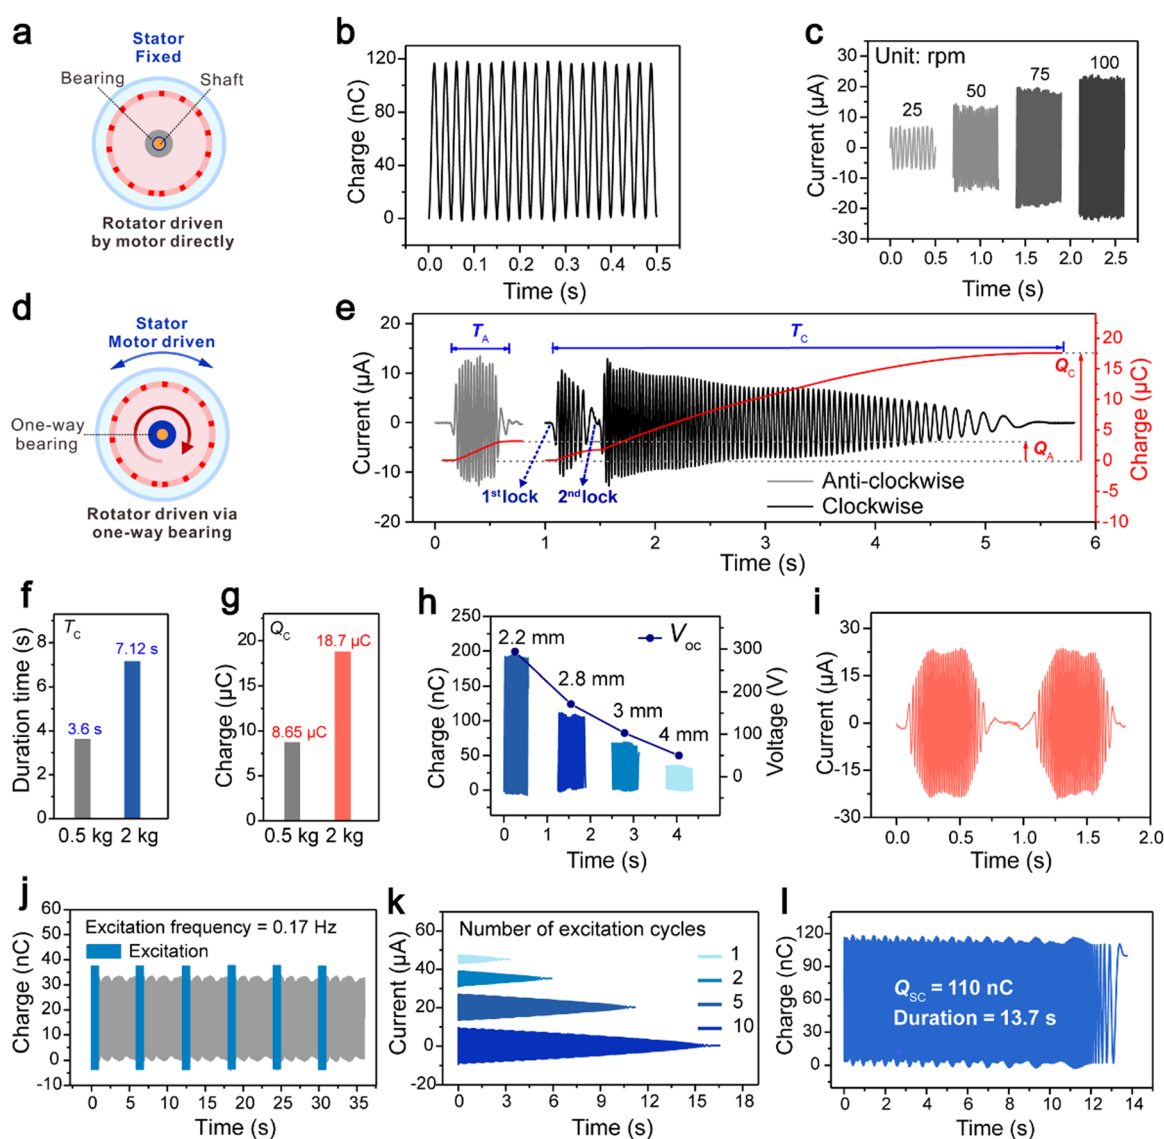 a
Stator
Fixed
Bearing
Shaft
Rotator driven
by motor directly
b
Charge (nC)
120
80
40
0
0.0 0.1 0.2 0.3 0.4 0.5
Time (s)
c
Unit: rpm
Current (µA)
30
20
10
0
-10
-20
-30
25
50
75
100
0.0 0.5 1.0 1.5 2.0 2.5
Time (s)
d
Stator
Motor driven
One-way
bearing
Rotator driven via
one-way bearing
e
Current (µA)
20
10
0
-10
-20
TA
TC
QC
QA
1st lock
2nd lock
Anti-clockwise
Clockwise
Charge (µC)
20
15
10
5
0
-5
-10
0 1 2 3 4 5 6
Time (s)
f
Duration time (s)
8
6
4
2
0
TC
7.12 s
3.6 s
0.5 kg 2 kg
g
Charge (µC)
20
15
10
5
0
QC
18.7 µC
8.65 µC
0.5 kg 2 kg
h
Charge (nC)
250
200
150
100
50
0
Voc
2.2 mm
2.8 mm
3 mm
4 mm
Voltage (V)
300
200
100
0
0 1 2 3 4
Time (s)
i
Current (µA)
30
15
0
-15
-30
0.0 0.5 1.0 1.5 2.0
Time (s)
j
Charge (nC)
60
50
40
30
20
10
0
-10
Excitation frequency = 0.17 Hz
Excitation
0 5 10 15 20 25 30 35
Time (s)
k
Current (µA)
60
40
20
0
-20
Number of excitation cycles
1
2
5
10
0 3 6 9 12 15 18
Time (s)
l
Charge (nC)
120
90
60
30
0
QSC = 110 nC
Duration = 13.7 s
0 2 4 6 8 10 12 14
Time (s)